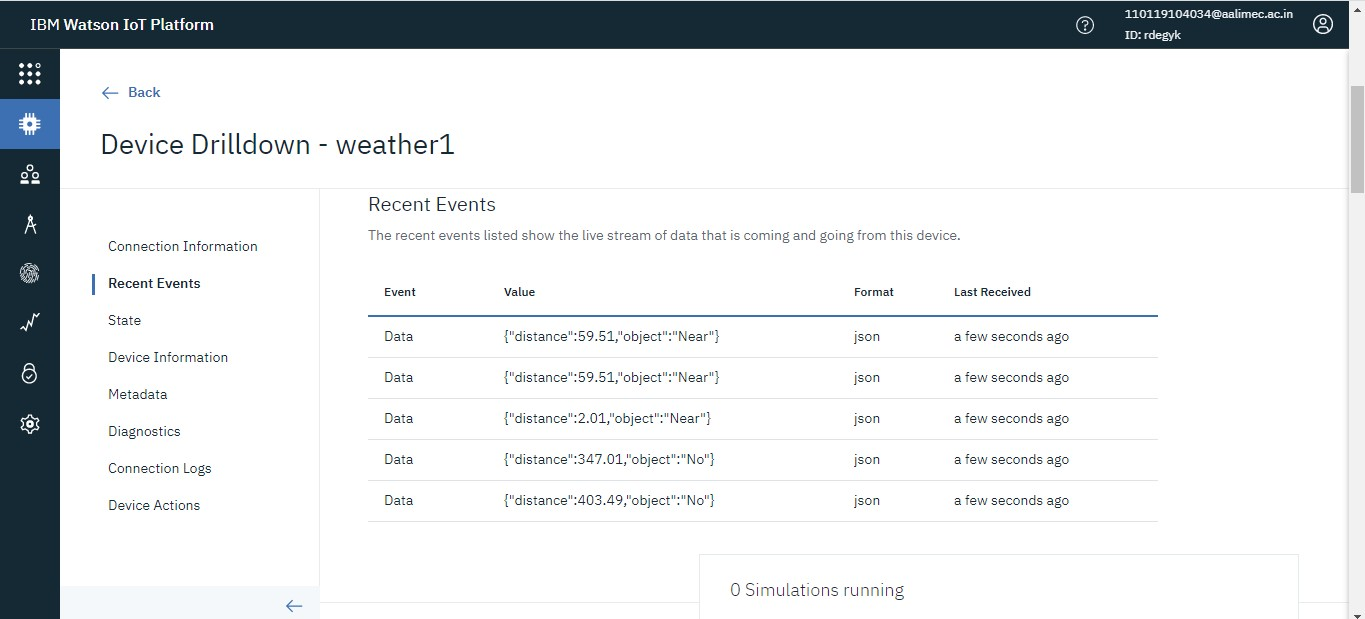 IBM Watson IoT Platform
110119104034@aalimec.ac.in
ID: rdegyk
Back
Device Drilldown - weather1
Connection Information
Recent Events
State
Device Information
Metadata
Diagnostics
Connection Logs
Device Actions
Recent Events
The recent events listed show the live stream of data that is coming and going from this device.
Event Value Format Last Received
Data {"distance":59.51,"object":"Near"} json a few seconds ago
Data {"distance":59.51,"object":"Near"} json a few seconds ago
Data {"distance":2.01,"object":"Near"} json a few seconds ago
Data {"distance":347.01,"object":"No"} json a few seconds ago
Data {"distance":403.49,"object":"No"} json a few seconds ago
0 Simulations running